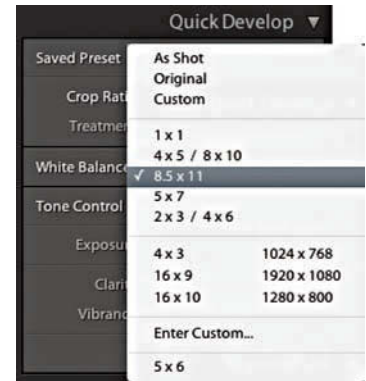 Quick Develop ▼
Saved Preset
Crop Rati
Treatmen
White Balance
Tone Control
Exposu
Clarit
Vibranc
As Shot
Original
Custom
1 x 1
4 x 5 / 8 x 10
✓ 8.5 x 11
5 x 7
2 x 3 / 4 x 6
4 x 3 1024 x 768
16 x 9 1920 x 1080
16 x 10 1280 x 800
Enter Custom...
5 x 6